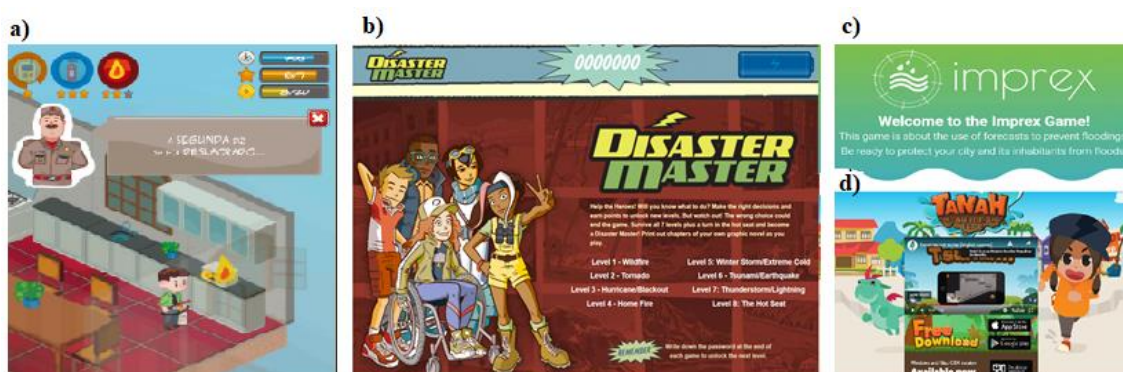 a)
SEGUNDA
b)
DISASTER MASTER
0000000
DISASTER
MASTER
Help the Heroes! Will you know what to do? Make the right decisions and
earn points to unlock new levels. But watch out! The wrong choice could
end the game. Survive all 7 levels plus a turn in the hot seat and become
a Disaster Master! Print out chapters of your own graphic novel as you
play.
Level 1 - Wildfire
Level 2 - Tornado
Level 3 - Hurricane/Blackout
Level 4 - Home Fire
Level 5: Winter Storm/Extreme Cold
Level 6 - Tsunami/Earthquake
Level 7: Thunderstorm/Lightning
Level 8: The Hot Seat
REMEMBER
Write down the password at the end of
each game to unlock the next level.
c)
imprex
Welcome to the Imprex Game!
This game is about the use of forecasts to prevent flooding
Be ready to protect your city and its inhabitants from floods
d)
TANAH
Free
Download
App Store
Google play
Available now